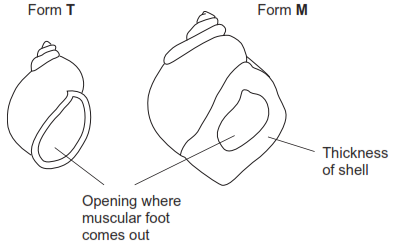 Form T
Form M
Thickness
of shell
Opening where
muscular foot
comes out